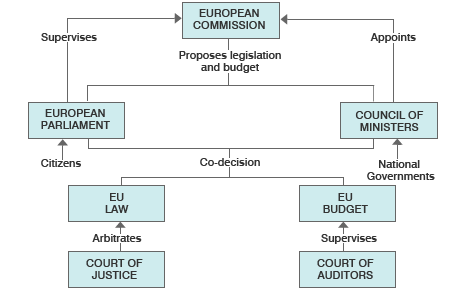 EUROPEAN
COMMISSION
Supervises
Appoints
Proposes legislation
and budget
EUROPEAN
PARLIAMENT
COUNCIL OF
MINISTERS
Citizens
Co-decision
National
Governments
EU
LAW
EU
BUDGET
Arbitrates
Supervises
COURT OF
JUSTICE
COURT OF
AUDITORS